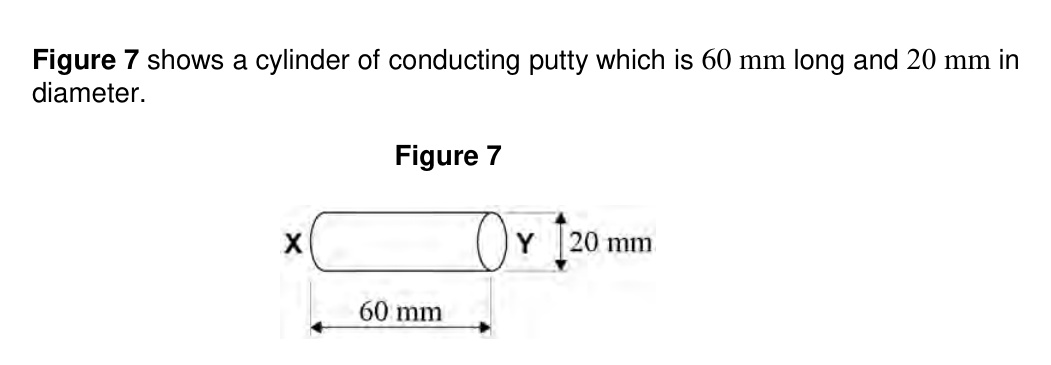 Figure 7 shows a cylinder of conducting putty which is 60 mm long and 20 mm in
diameter.
Figure 7
X
Y
20 mm
60 mm